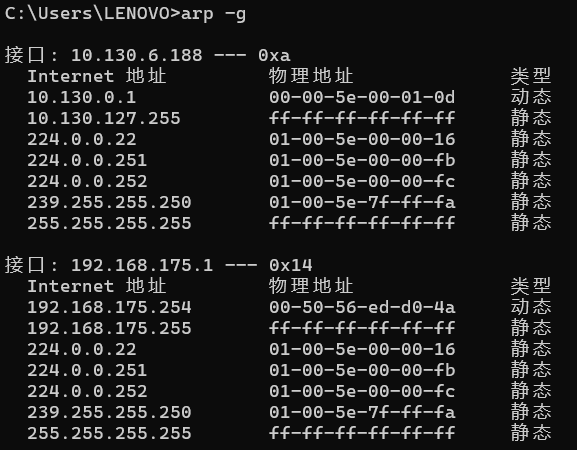 C:\Users\LENOVO>arp -g
接口: 10.130.6.188 --- 0xa
Internet 地址 物理地址 类型
10.130.0.1 00-00-5e-00-01-0d 动态
10.130.127.255 ff-ff-ff-ff-ff-ff 静态
224.0.0.22 01-00-5e-00-00-16 静态
224.0.0.251 01-00-5e-00-00-fb 静态
224.0.0.252 01-00-5e-00-00-fc 静态
239.255.255.250 01-00-5e-7f-ff-fa 静态
255.255.255.255 ff-ff-ff-ff-ff-ff 静态
接口: 192.168.175.1 --- 0x14
Internet 地址 物理地址 类型
192.168.175.254 00-50-56-ed-d0-4a 动态
192.168.175.255 ff-ff-ff-ff-ff-ff 静态
224.0.0.22 01-00-5e-00-00-16 静态
224.0.0.251 01-00-5e-00-00-fb 静态
224.0.0.252 01-00-5e-00-00-fc 静态
239.255.255.250 01-00-5e-7f-ff-fa 静态
255.255.255.255 ff-ff-ff-ff-ff-ff 静态